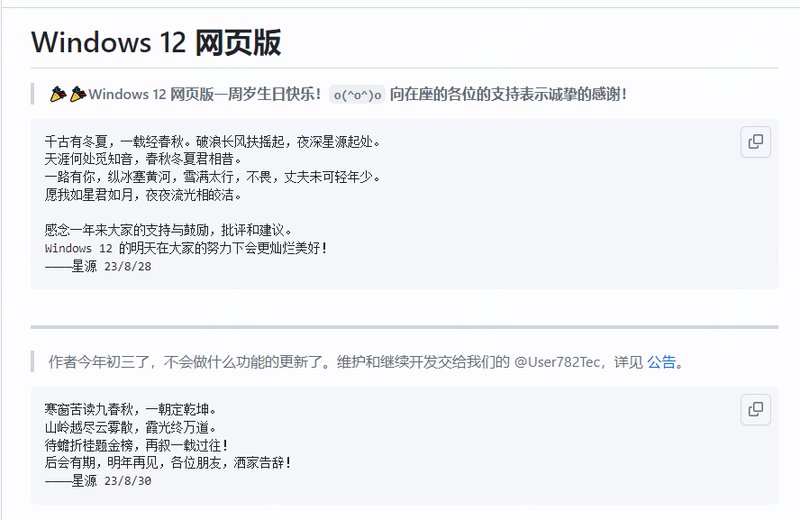 Windows 12 网页版
🎉🎉Windows 12 网页版一周岁生日快乐！ o(^o^)o 向在座的各位的支持表示诚挚的感谢！
千古有冬夏，一载经春秋。破浪长风扶摇起，夜深星源起处。
天涯何处觅知音，春秋冬夏君相昔。
一路有你，纵冰塞黄河，雪满太行，不畏，丈夫未可轻年少。
愿我如星君如月，夜夜流光相皎洁。
感念一年来大家的支持与鼓励，批评和建议。
Windows 12 的明天在大家的努力下会更灿烂美好！
————星源 23/8/28
作者今年初三了，不会做什么功能的更新了。维护和继续开发交给我们的 @User782Tec，详见 公告。
寒窗苦读九春秋，一朝定乾坤。
山岭越尽云雾散，霞光终万道。
待蟾折桂题金榜，再叙一载过往！
后会有期，明年再见，各位朋友，洒家告辞！
————星源 23/8/30